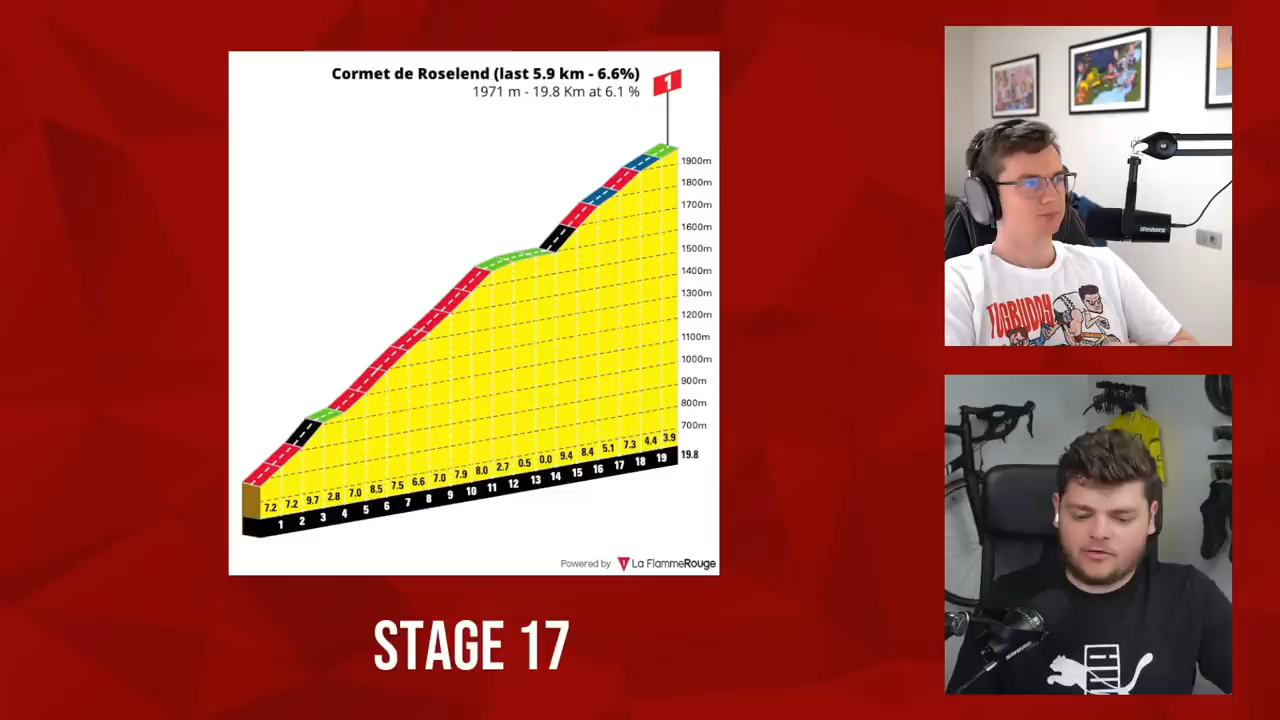 Cormet de Roselend (last 5.9 km - 6.6%)
1971 m - 19.8 Km at 6.1 %
1
1900m
1800m
1700m
1600m
1500m
1400m
1300m
1200m
1100m
1000m
900m
800m
700m
7.2 7.2 9.7 2.8 7.0 8.5 7.5 6.6 7.0 7.9 8.0 2.7 0.5 0.0 9.4 8.4 5.1 7.3 4.4 3.9
1 2 3 4 5 6 7 8 9 10 11 12 13 14 15 16 17 18 19 19.8
Powered by La FlammeRouge
STAGE 17
TUGBUDDY
SHURE
SHURE